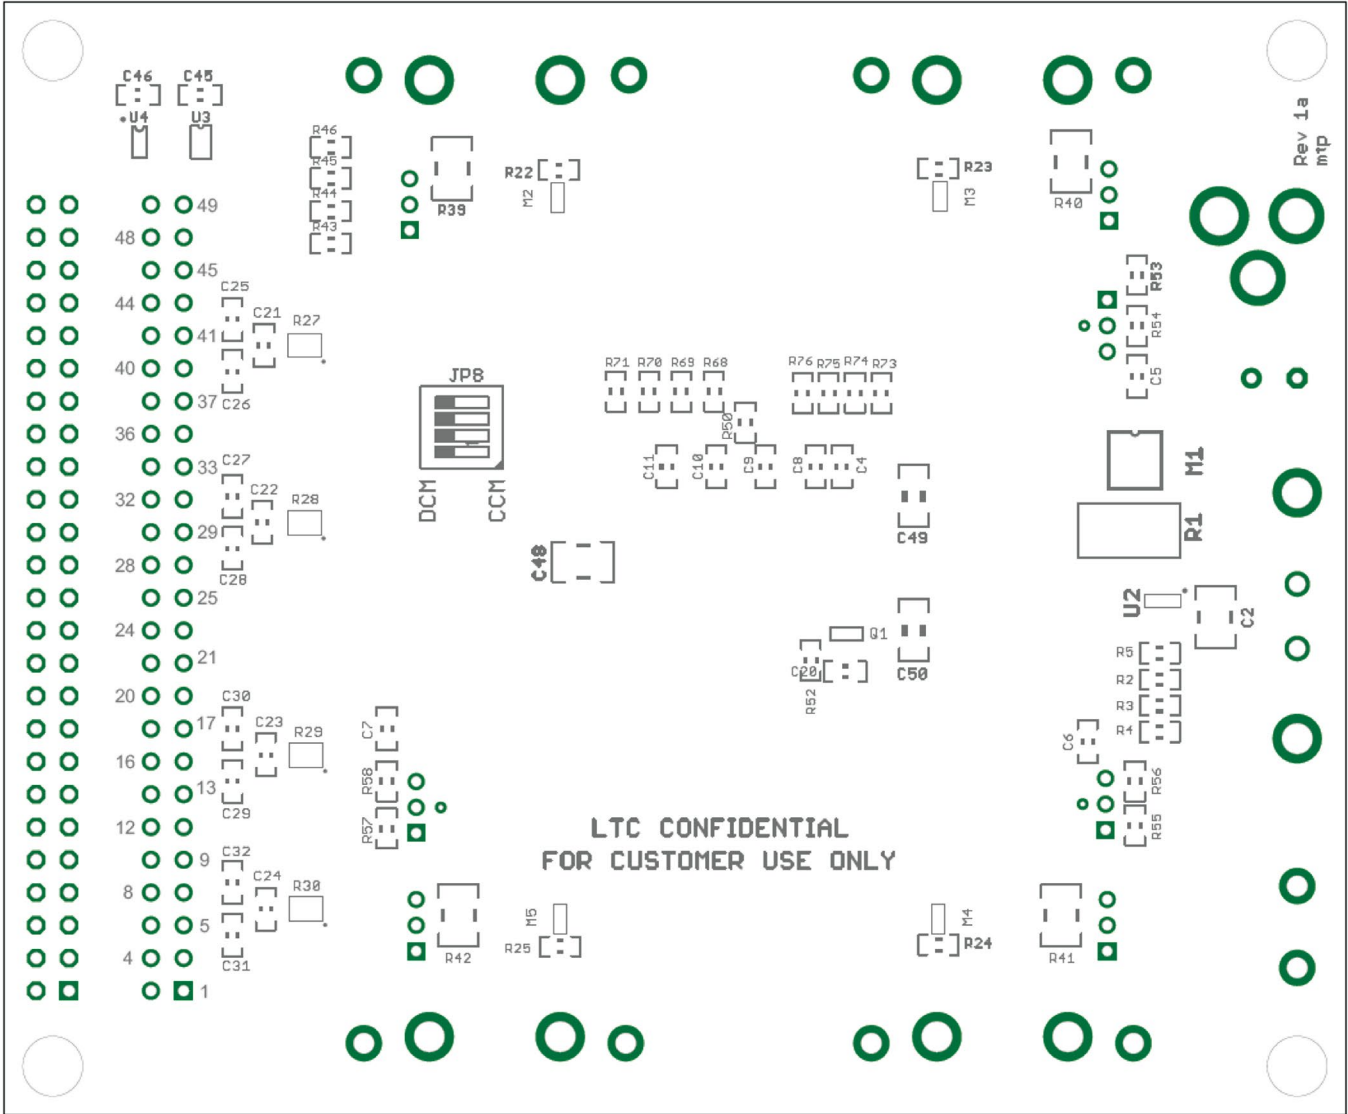 C46 C45
U4 U3
Rev 1a
mtp
R46
R45
R44
R43
R39
R22
M2
M3
R23
R40
49
48
45
44
41
40
37
36
33
32
29
28
25
24
21
20
17
16
13
12
9
8
5
4
1
C25
C21
R27
C26
R53
R54
C5
JP8
DCM
CCM
R71 R70 R69 R68
R76 R75 R74 R73
R50
C11 C10 C9 C8 C4
C27
C22
R28
C28
C48
C49
M1
R1
U2
C2
Q1
C20
R52
C50
R5
R2
R3
R4
C30
C23
R29
C29
C7
R58
R57
C6
R56
R55
LTC CONFIDENTIAL
FOR CUSTOMER USE ONLY
C32
C24
R30
C31
R42
M5
R25
M4
R24
R41